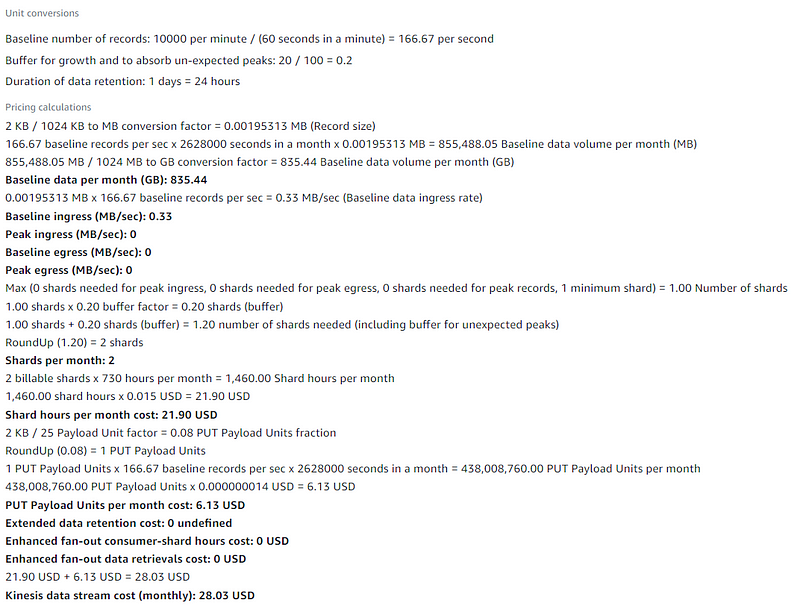 Unit conversions
Baseline number of records: 10000 per minute / (60 seconds in a minute) = 166.67 per second
Buffer for growth and to absorb un-expected peaks: 20 / 100 = 0.2
Duration of data retention: 1 days = 24 hours
Pricing calculations
2 KB / 1024 KB to MB conversion factor = 0.00195313 MB (Record size)
166.67 baseline records per sec x 2628000 seconds in a month x 0.00195313 MB = 855,488.05 Baseline data volume per month (MB)
855,488.05 MB / 1024 MB to GB conversion factor = 835.44 Baseline data volume per month (GB)
Baseline data per month (GB): 835.44
0.00195313 MB x 166.67 baseline records per sec = 0.33 MB/sec (Baseline data ingress rate)
Baseline ingress (MB/sec): 0.33
Peak ingress (MB/sec): 0
Baseline egress (MB/sec): 0
Peak egress (MB/sec): 0
Max (0 shards needed for peak ingress, 0 shards needed for peak egress, 0 shards needed for peak records, 1 minimum shard) = 1.00 Number of shards
1.00 shards x 0.20 buffer factor = 0.20 shards (buffer)
1.00 shards + 0.20 shards (buffer) = 1.20 number of shards needed (including buffer for unexpected peaks)
RoundUp (1.20) = 2 shards
Shards per month: 2
2 billable shards x 730 hours per month = 1,460.00 Shard hours per month
1,460.00 shard hours x 0.015 USD = 21.90 USD
Shard hours per month cost: 21.90 USD
2 KB / 25 Payload Unit factor = 0.08 PUT Payload Units fraction
RoundUp (0.08) = 1 PUT Payload Units
1 PUT Payload Units x 166.67 baseline records per sec x 2628000 seconds in a month = 438,008,760.00 PUT Payload Units per month
438,008,760.00 PUT Payload Units x 0.000000014 USD = 6.13 USD
PUT Payload Units per month cost: 6.13 USD
Extended data retention cost: 0 undefined
Enhanced fan-out consumer-shard hours cost: 0 USD
Enhanced fan-out data retrievals cost: 0 USD
21.90 USD + 6.13 USD = 28.03 USD
Kinesis data stream cost (monthly): 28.03 USD